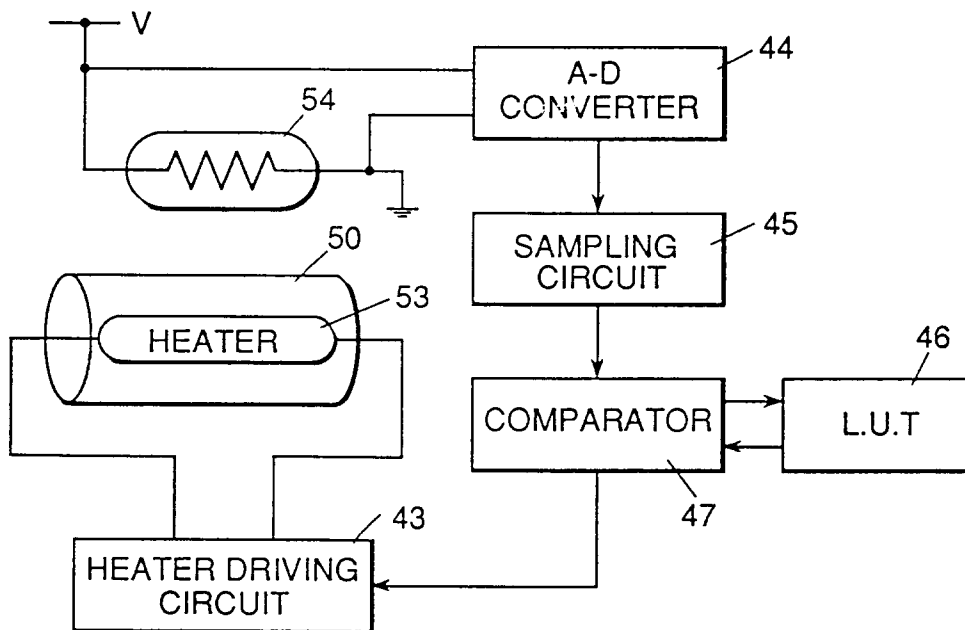 V
44
A-D
CONVERTER
54
45
SAMPLING
CIRCUIT
50
53
HEATER
46
COMPARATOR
L.U.T
47
43
HEATER DRIVING
CIRCUIT